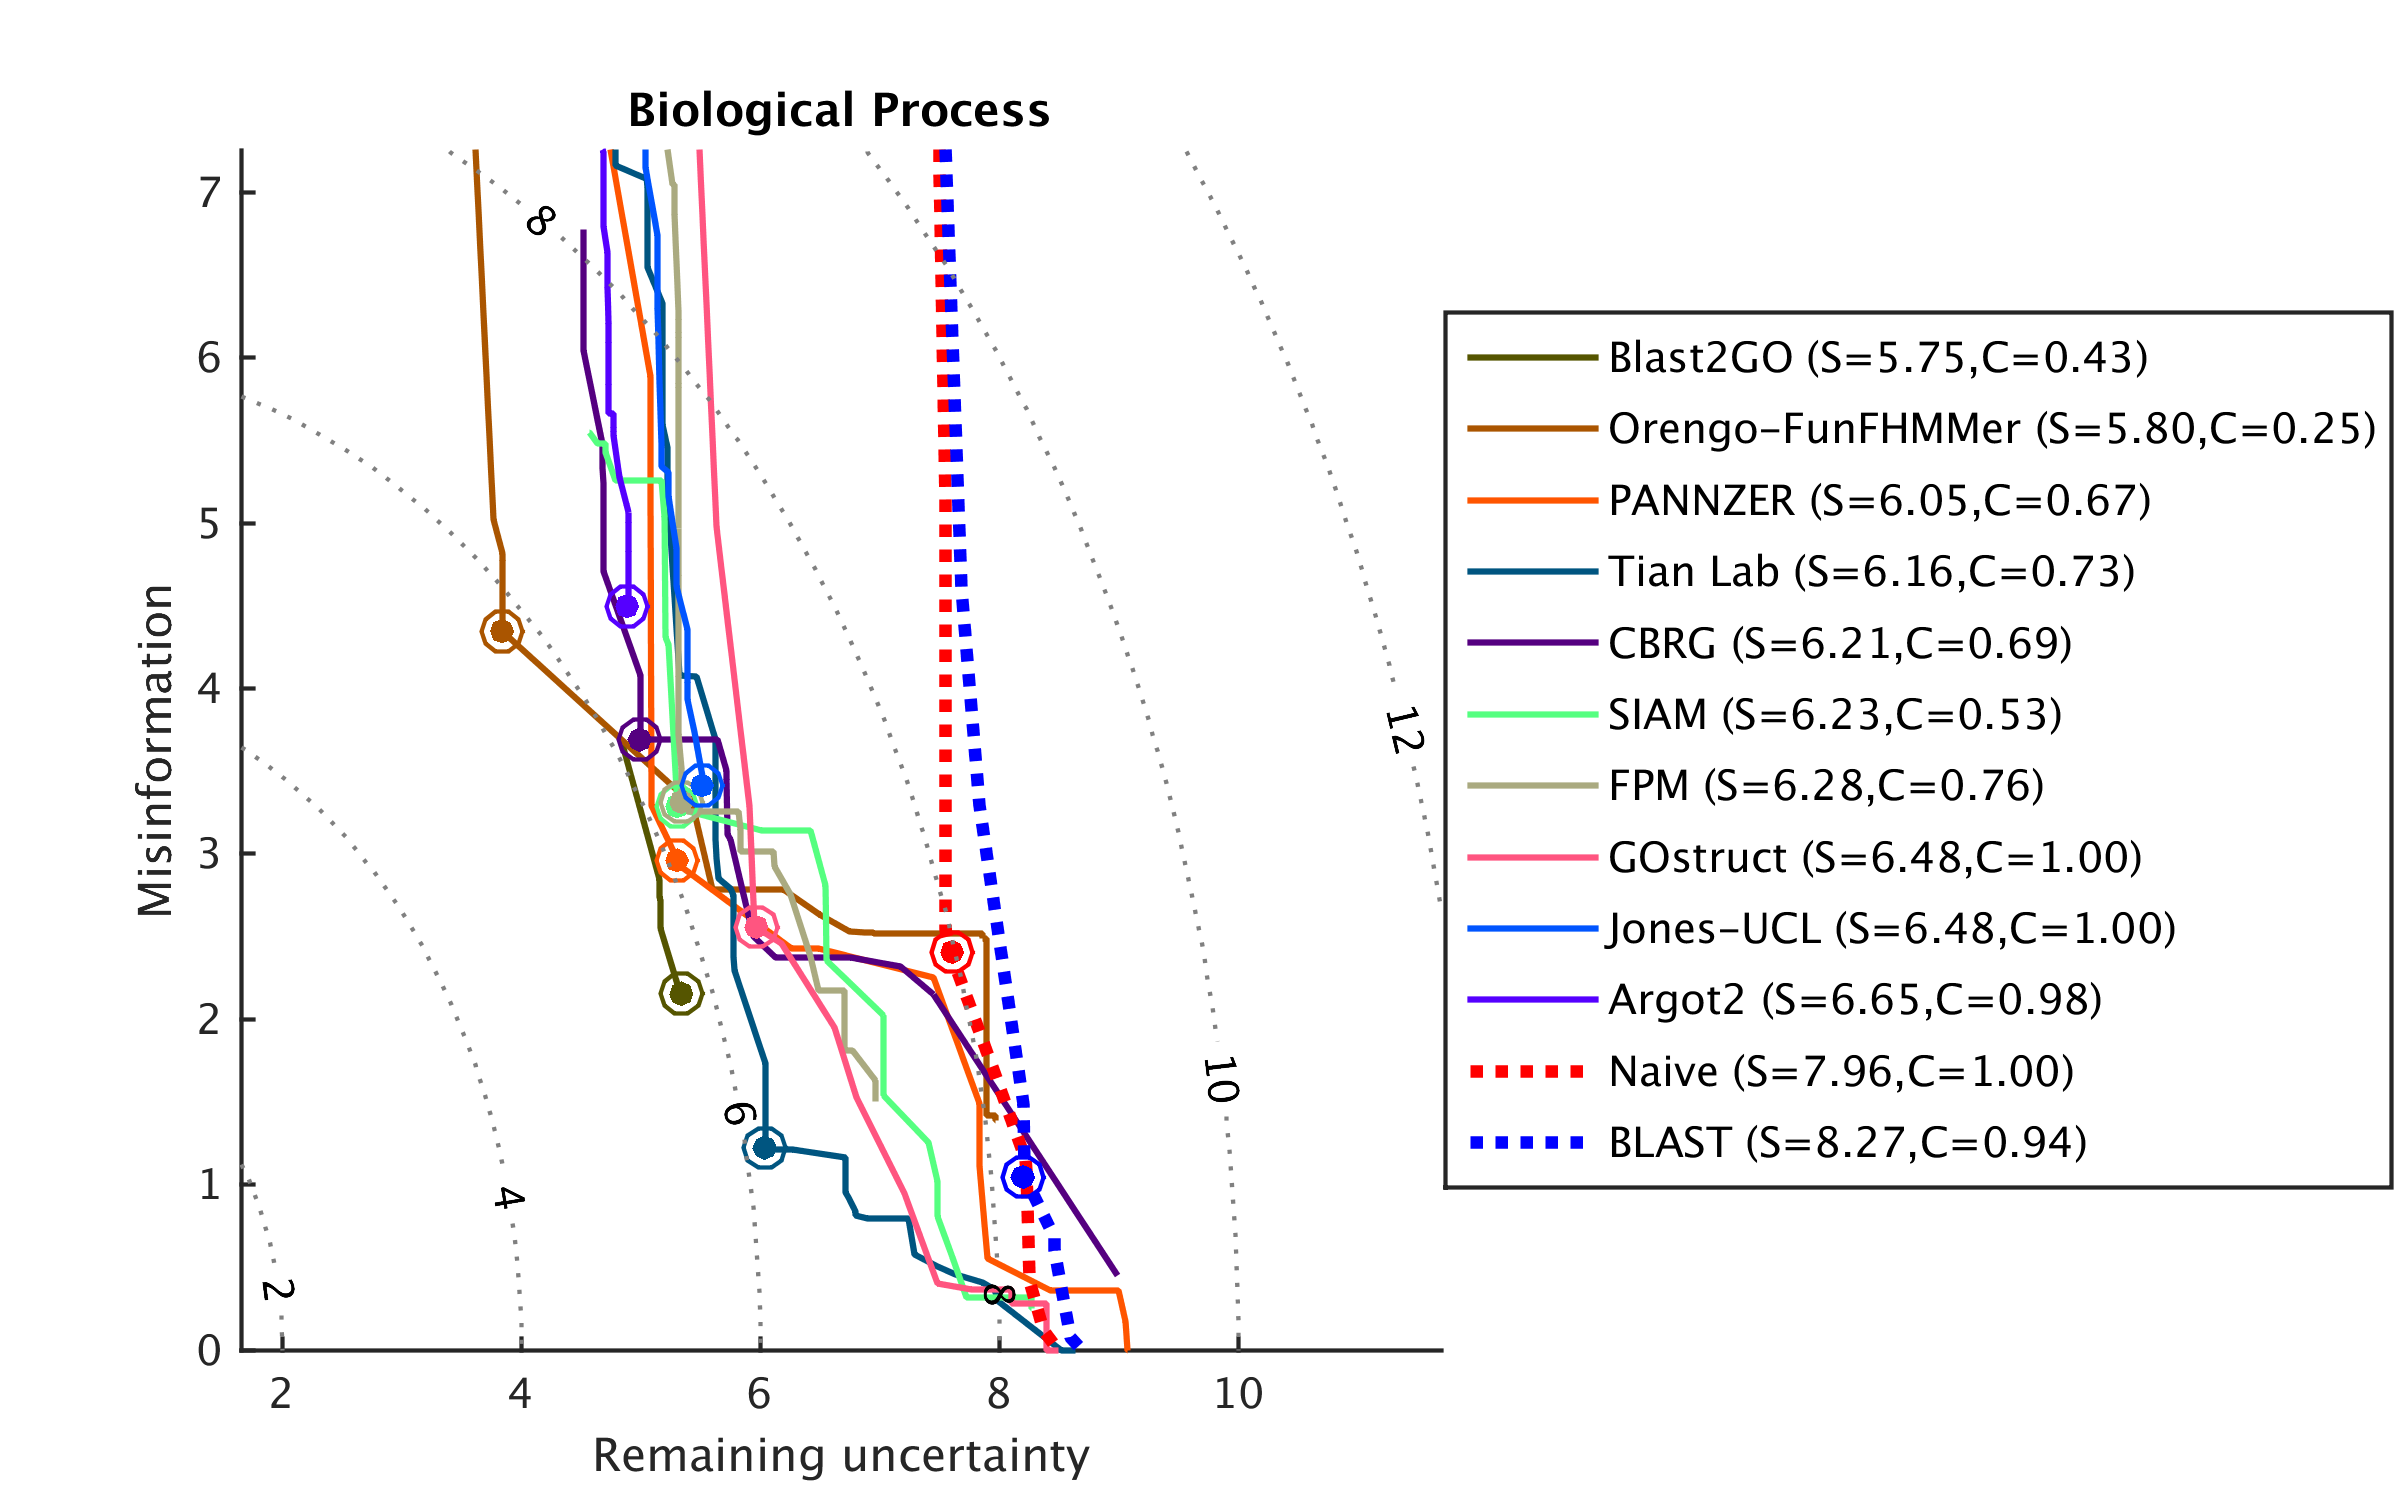 Biological Process
7
6
5
4
3
2
1
0
Misinformation
2
4
6
8
10
Remaining uncertainty
8
12
10
6
4
2
8
Blast2GO (S=5.75,C=0.43)
Orengo-FunFHMMer (S=5.80,C=0.25)
PANNZER (S=6.05,C=0.67)
Tian Lab (S=6.16,C=0.73)
CBRG (S=6.21,C=0.69)
SIAM (S=6.23,C=0.53)
FPM (S=6.28,C=0.76)
GOstruct (S=6.48,C=1.00)
Jones-UCL (S=6.48,C=1.00)
Argot2 (S=6.65,C=0.98)
Naive (S=7.96,C=1.00)
BLAST (S=8.27,C=0.94)